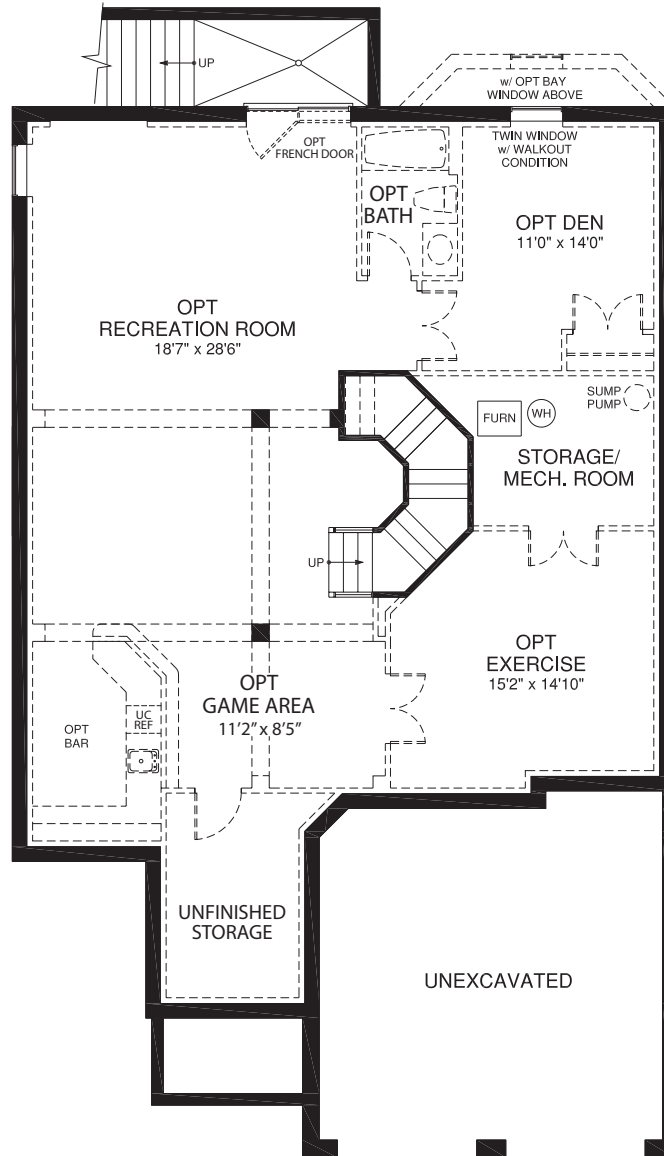 UP
w/ OPT BAY
WINDOW ABOVE
OPT
FRENCH DOOR
TWIN WINDOW
w/ WALKOUT
CONDITION
OPT
BATH
OPT DEN
11'0" x 14'0"
OPT
RECREATION ROOM
18'7" x 28'6"
FURN
WH
SUMP
PUMP
STORAGE/
MECH. ROOM
UP
OPT
EXERCISE
15'2" x 14'10"
OPT
GAME AREA
11'2" x 8'5"
OPT
BAR
UC
REF
UNFINISHED
STORAGE
UNEXCAVATED